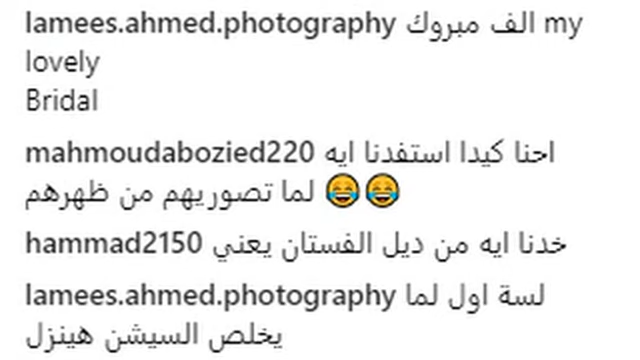 lamees.ahmed.photography الف مبروك my
lovely
Bridal
mahmoudabozied220 احنا كيدا استفدنا ايه
لما تصوريهم من ظهرهم 😂😂
hammad2150 خدنا ايه من ديل الفستان يعني
lamees.ahmed.photography لسة اول لما
يخلص السيشن هينزل